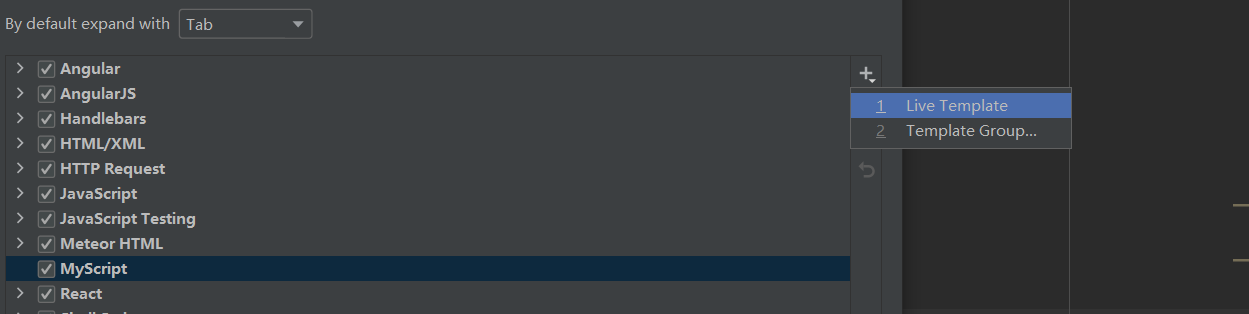 By default expand with Tab
Angular
AngularJS
1 Live Template
Handlebars
2 Template Group...
HTML/XML
HTTP Request
JavaScript
JavaScript Testing
Meteor HTML
MyScript
React